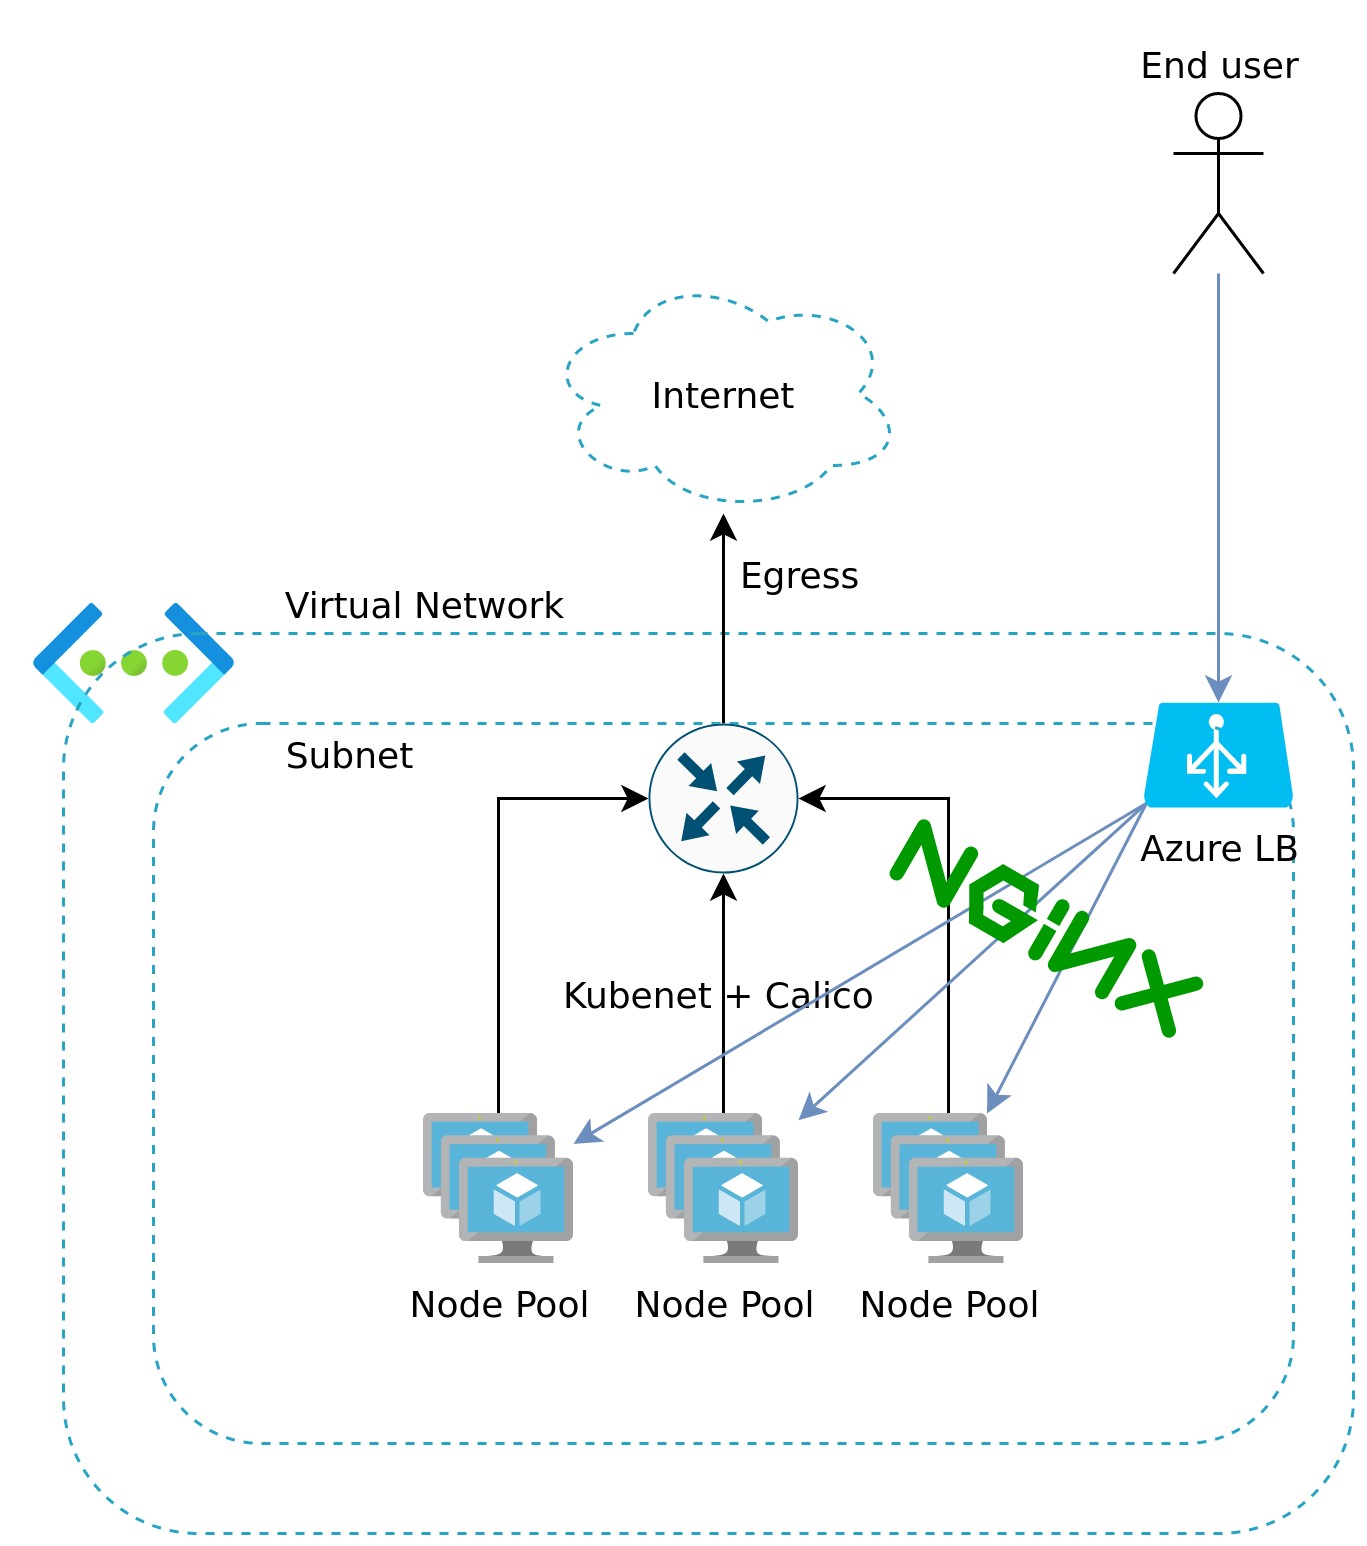 End user
Internet
Egress
Virtual Network
Subnet
Azure LB
NGiNX
Kubenet + Calico
Node Pool
Node Pool
Node Pool